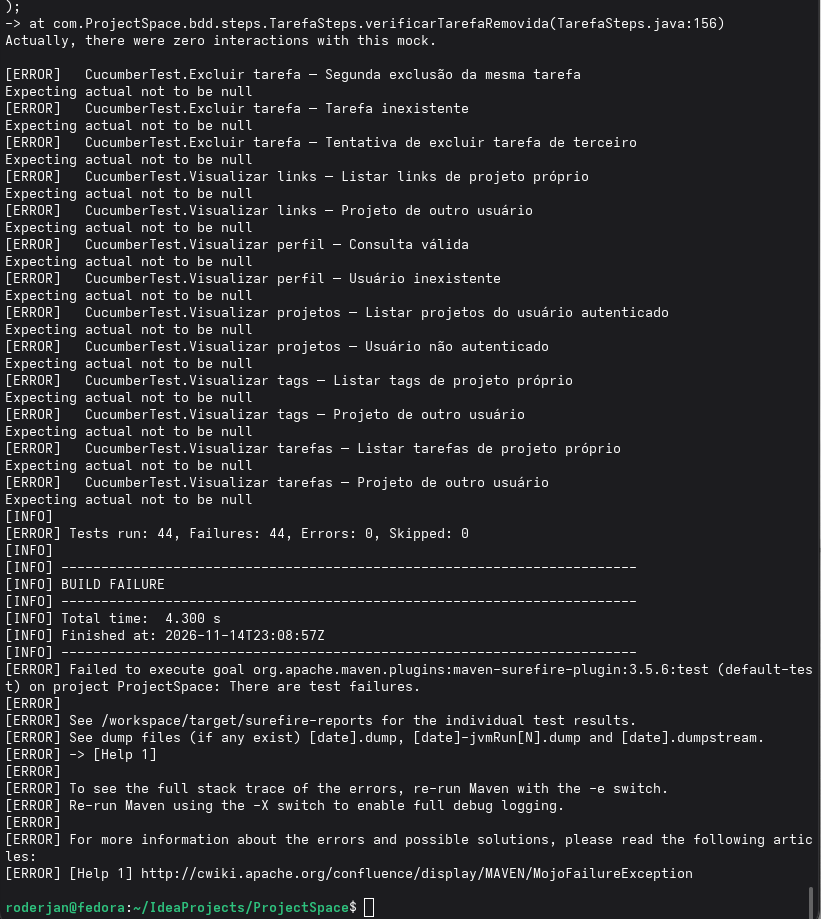 );
-> at com.ProjectSpace.bdd.steps.TarefaSteps.verificarTarefaRemovida(TarefaSteps.java:156)
Actually, there were zero interactions with this mock.
[ERROR]   CucumberTest.Excluir tarefa – Segunda exclusão da mesma tarefa
Expecting actual not to be null
[ERROR]   CucumberTest.Excluir tarefa – Tarefa inexistente
Expecting actual not to be null
[ERROR]   CucumberTest.Excluir tarefa – Tentativa de excluir tarefa de terceiro
Expecting actual not to be null
[ERROR]   CucumberTest.Visualizar links – Listar links de projeto próprio
Expecting actual not to be null
[ERROR]   CucumberTest.Visualizar links – Projeto de outro usuário
Expecting actual not to be null
[ERROR]   CucumberTest.Visualizar perfil – Consulta válida
Expecting actual not to be null
[ERROR]   CucumberTest.Visualizar perfil – Usuário inexistente
Expecting actual not to be null
[ERROR]   CucumberTest.Visualizar projetos – Listar projetos do usuário autenticado
Expecting actual not to be null
[ERROR]   CucumberTest.Visualizar projetos – Usuário não autenticado
Expecting actual not to be null
[ERROR]   CucumberTest.Visualizar tags – Listar tags de projeto próprio
Expecting actual not to be null
[ERROR]   CucumberTest.Visualizar tags – Projeto de outro usuário
Expecting actual not to be null
[ERROR]   CucumberTest.Visualizar tarefas – Listar tarefas de projeto próprio
Expecting actual not to be null
[ERROR]   CucumberTest.Visualizar tarefas – Projeto de outro usuário
Expecting actual not to be null
[INFO]
[ERROR] Tests run: 44, Failures: 44, Errors: 0, Skipped: 0
[INFO]
[INFO] ------------------------------------------------------------------------
[INFO] BUILD FAILURE
[INFO] ------------------------------------------------------------------------
[INFO] Total time:  4.300 s
[INFO] Finished at: 2026-11-14T23:08:57Z
[INFO] ------------------------------------------------------------------------
[ERROR] Failed to execute goal org.apache.maven.plugins:maven-surefire-plugin:3.5.6:test (default-tes
t) on project ProjectSpace: There are test failures.
[ERROR]
[ERROR] See /workspace/target/surefire-reports for the individual test results.
[ERROR] See dump files (if any exist) [date].dump, [date]-jvmRun[N].dump and [date].dumpstream.
[ERROR] -> [Help 1]
[ERROR]
[ERROR] To see the full stack trace of the errors, re-run Maven with the -e switch.
[ERROR] Re-run Maven using the -X switch to enable full debug logging.
[ERROR]
[ERROR] For more information about the errors and possible solutions, please read the following artic
les:
[ERROR] [Help 1] http://cwiki.apache.org/confluence/display/MAVEN/MojoFailureException
roderjan@fedora:~/IdeaProjects/ProjectSpace$